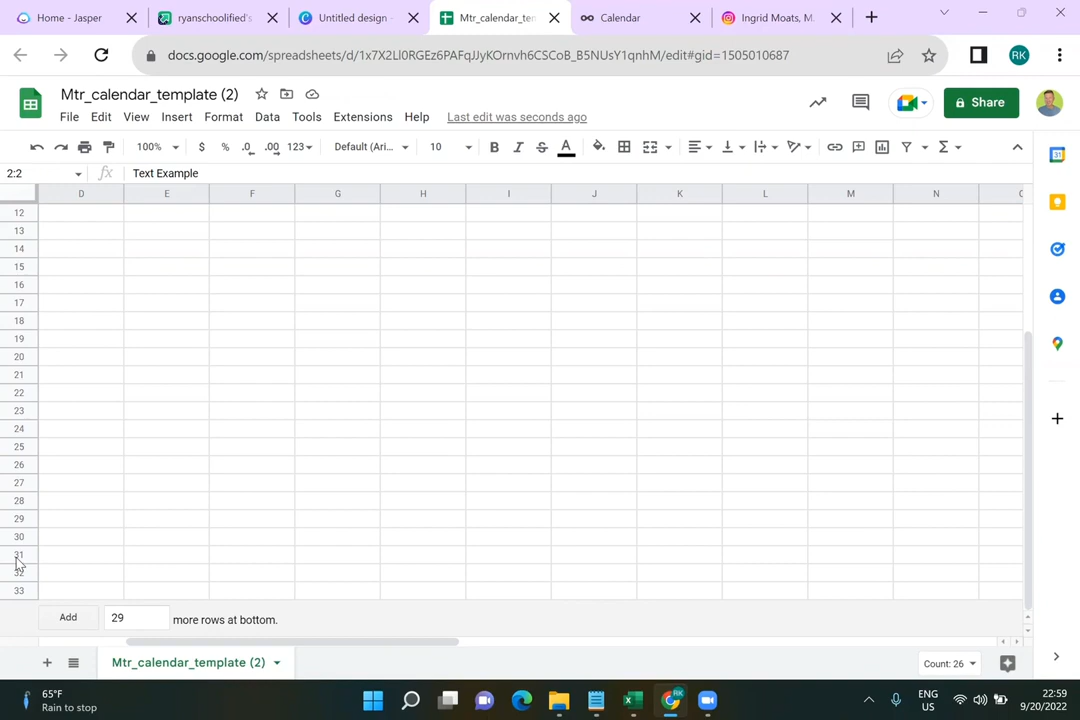 Home - Jasper
ryanschoolified's
Untitled design -
Mtr_calendar_ten
Calendar
Ingrid Moats, M.
docs.google.com/spreadsheets/d/1x7X2Ll0RGEz6PAFqJJyKOrnvh6CSCoB_B5NUsY1qnhM/edit#gid=1505010687
RK
Mtr_calendar_template (2)
File Edit View Insert Format Data Tools Extensions Help Last edit was seconds ago
Share
100% $ % .0 .00 123 Default (Ari... 10 B I S A
2:2 fx Text Example
D E F G H I J K L M N
12
13
14
15
16
17
18
19
20
21
22
23
24
25
26
27
28
29
30
31
32
33
Add 29 more rows at bottom.
Mtr_calendar_template (2)
Count: 26
65°F
Rain to stop
ENG
US
22:59
9/20/2022